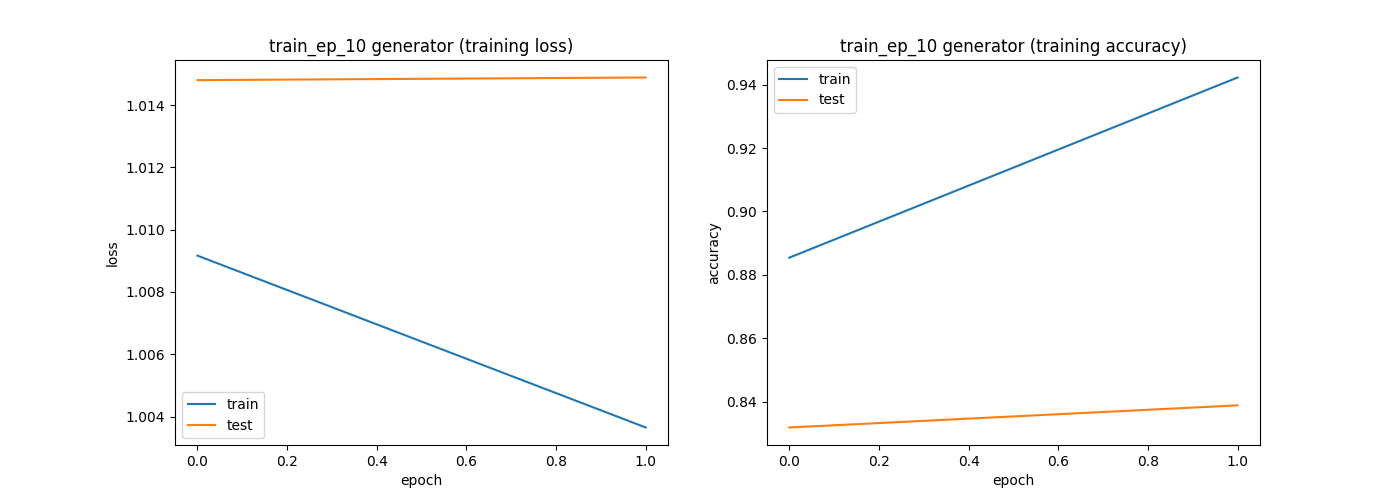 train_ep_10 generator (training loss)
1.014
1.012
1.010
1.008
1.006
1.004
loss
train
test
0.0 0.2 0.4 0.6 0.8 1.0
epoch
train_ep_10 generator (training accuracy)
train
test
0.94
0.92
0.90
0.88
0.86
0.84
accuracy
0.0 0.2 0.4 0.6 0.8 1.0
epoch